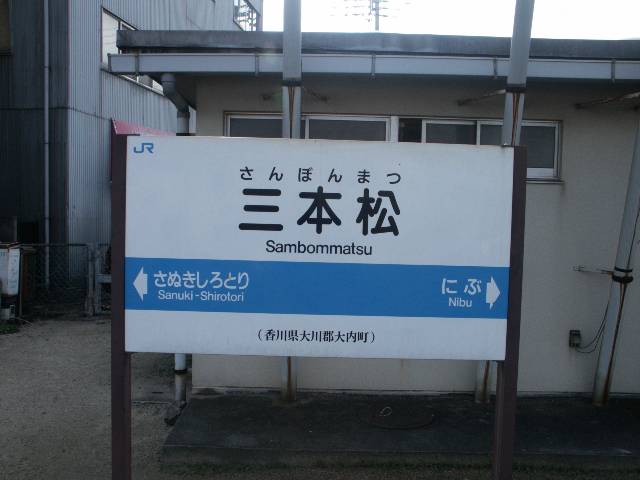 JR
さんぼんまつ
三本松
Sambommatsu
さぬきしろとり
Sanuki-Shirotori
にぶ
Nibu
(香川県大川郡大内町)